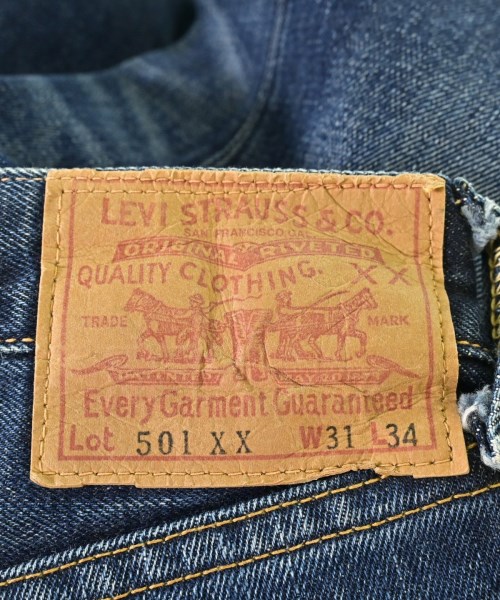 LEVI STRAUSS & CO.
SAN FRANCISCO CAL
ORIGINAL RIVETED
QUALITY CLOTHING. X X
TRADE MARK
Every Garment Guaranteed
Lot 501 XX W31 L34